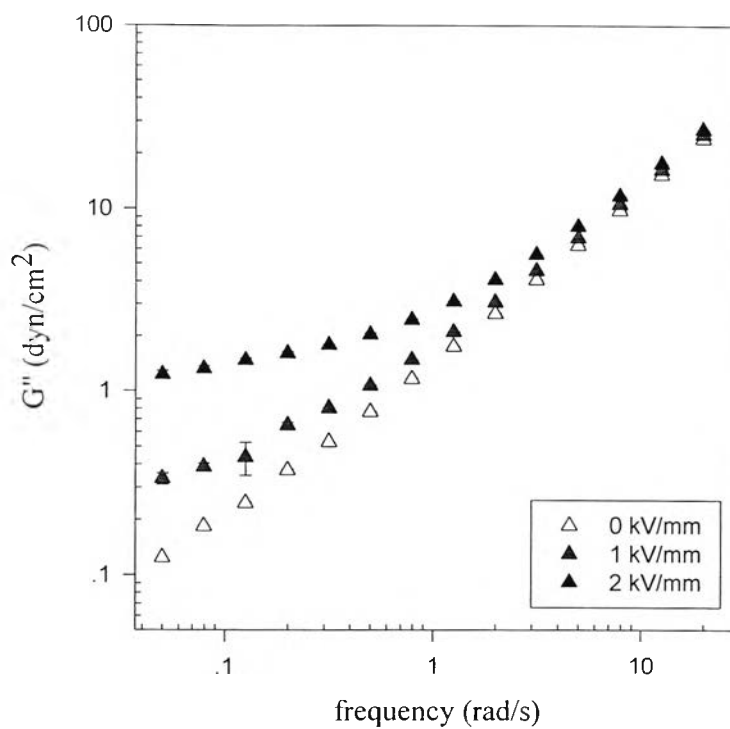 100
10
1
.1
G'' (dyn/cm²)
.1
1
10
frequency (rad/s)
0 kV/mm
1 kV/mm
2 kV/mm